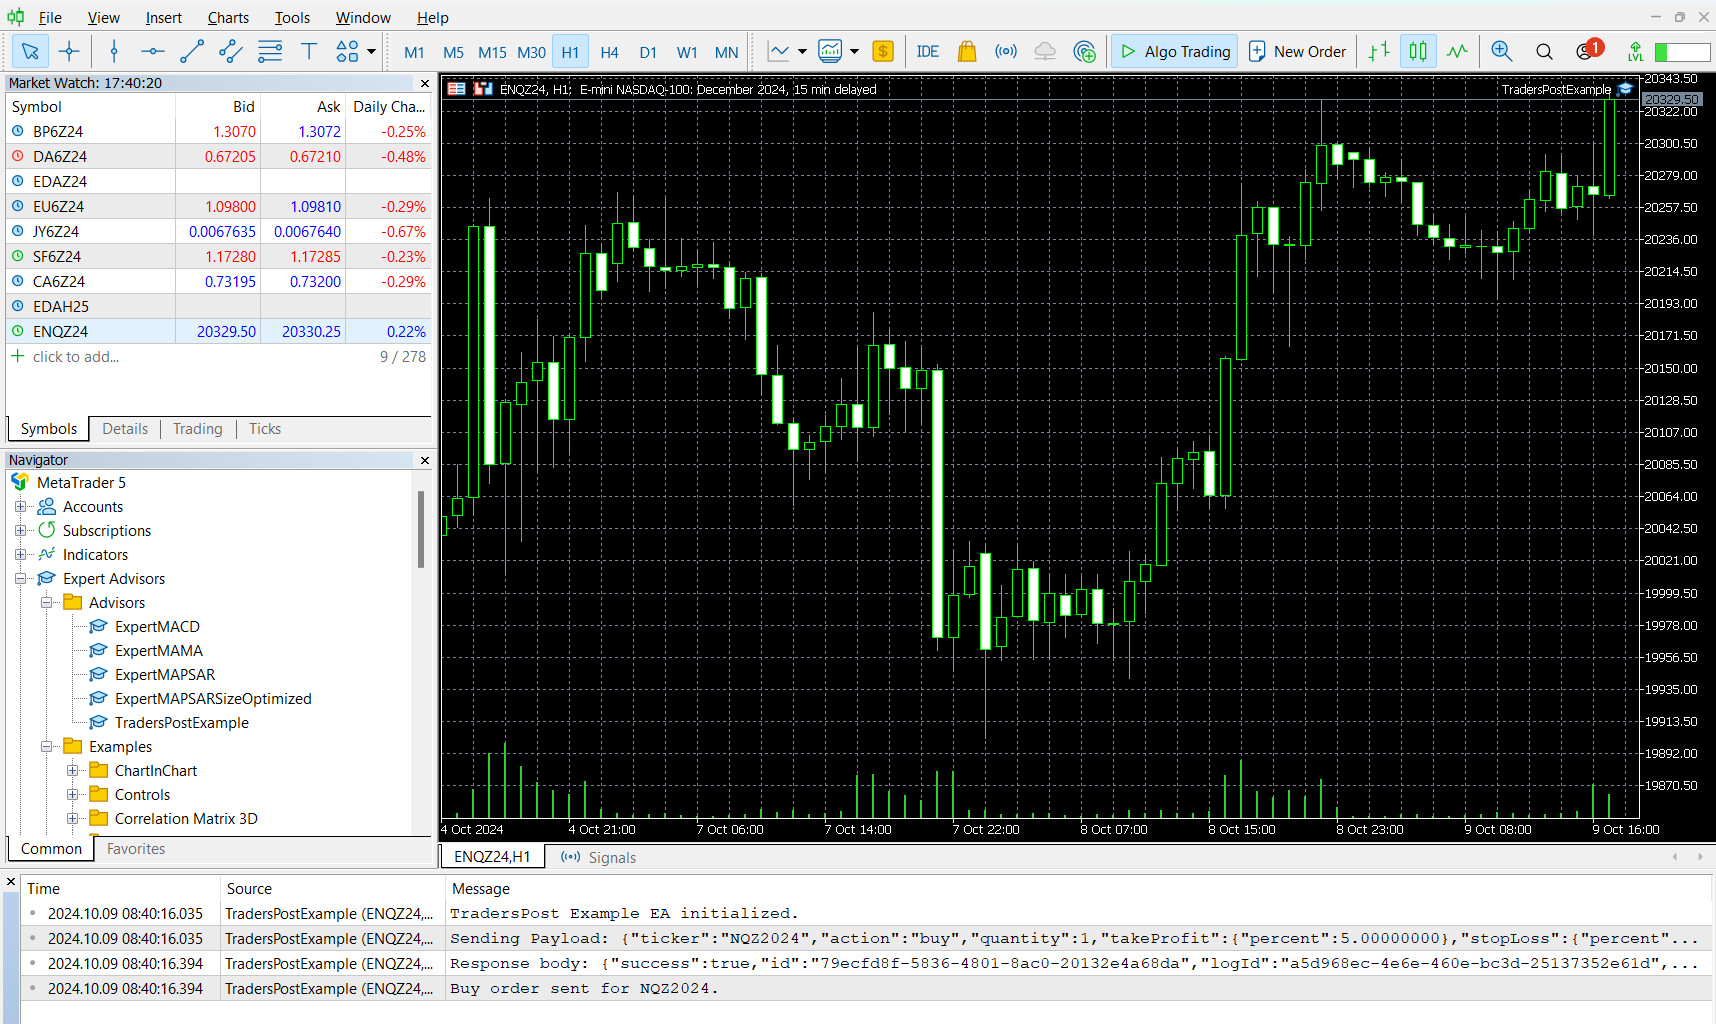 File View Insert Charts Tools Window Help
M1 M5 M15 M30 H1 H4 D1 W1 MN $ IDE Algo Trading New Order 1 LVL
Market Watch: 17:40:20
Symbol Bid Ask Daily Cha...
BP6Z24 1.3070 1.3072 -0.25%
DA6Z24 0.67205 0.67210 -0.48%
EDAZ24
EU6Z24 1.09800 1.09810 -0.29%
JY6Z24 0.0067635 0.0067640 -0.67%
SF6Z24 1.17280 1.17285 -0.23%
CA6Z24 0.73195 0.73200 -0.29%
EDAH25
ENQZ24 20329.50 20330.25 0.22%
click to add... 9 / 278
Symbols Details Trading Ticks
Navigator
MetaTrader 5
Accounts
Subscriptions
Indicators
Expert Advisors
Advisors
ExpertMACD
ExpertMAMA
ExpertMAPSAR
ExpertMAPSARSizeOptimized
TradersPostExample
Examples
ChartInChart
Controls
Correlation Matrix 3D
Common Favorites
ENQZ24, H1: E-mini NASDAQ-100: December 2024, 15 min delayed
TradersPostExample
20343.50
20329.50
20322.00
20300.50
20279.00
20257.50
20236.00
20214.50
20193.00
20171.50
20150.00
20128.50
20107.00
20085.50
20064.00
20042.50
20021.00
19999.50
19978.00
19956.50
19935.00
19913.50
19892.00
19870.50
4 Oct 2024 4 Oct 21:00 7 Oct 06:00 7 Oct 14:00 7 Oct 22:00 8 Oct 07:00 8 Oct 15:00 8 Oct 23:00 9 Oct 08:00 9 Oct 16:00
ENQZ24,H1 Signals
Time Source Message
2024.10.09 08:40:16.035 TradersPostExample (ENQZ24,... TradersPost Example EA initialized.
2024.10.09 08:40:16.035 TradersPostExample (ENQZ24,... Sending Payload: {"ticker":"NQZ2024","action":"buy","quantity":1,"takeProfit":{"percent":5.00000000},"stopLoss":{"percent"...
2024.10.09 08:40:16.394 TradersPostExample (ENQZ24,... Response body: {"success":true,"id":"79ecfd8f-5836-4801-8ac0-20132e4a68da","logId":"a5d968ec-4e6e-460e-bc3d-25137352e61d",...
2024.10.09 08:40:16.394 TradersPostExample (ENQZ24,... Buy order sent for NQZ2024.